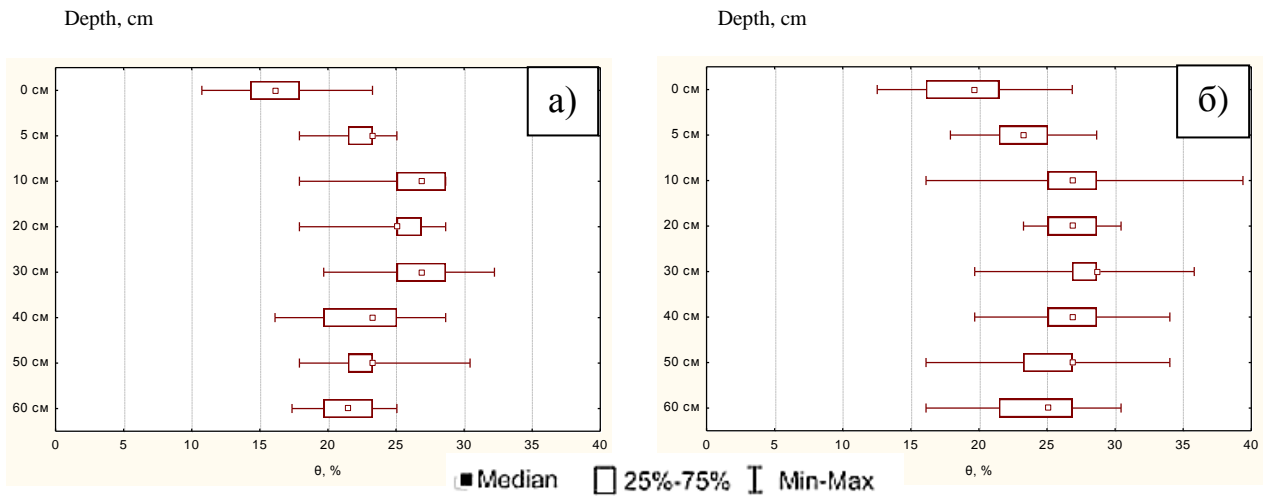 Depth, cm
Depth, cm
а)
0 см
5 см
10 см
20 см
30 см
40 см
50 см
60 см
0 5 10 15 20 25 30 35 40
θ, %
б)
0 см
5 см
10 см
20 см
30 см
40 см
50 см
60 см
0 5 10 15 20 25 30 35 40
θ, %
Median 25%-75% Min-Max